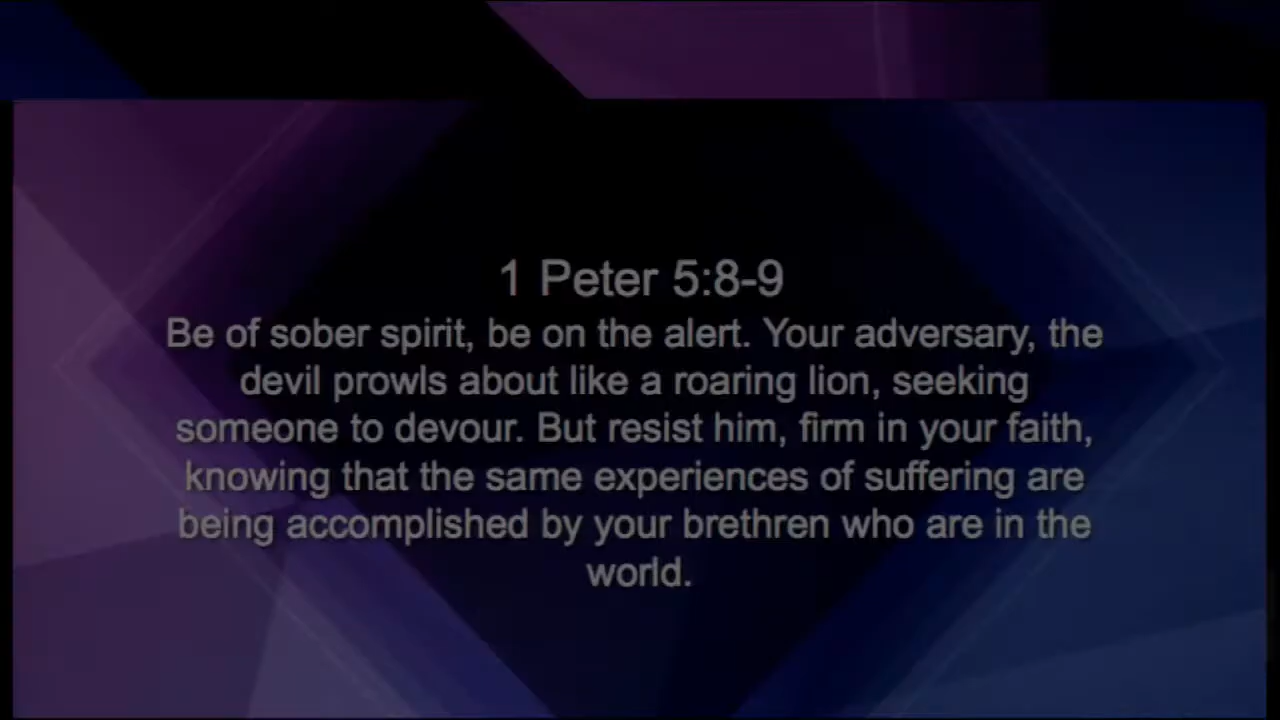 1 Peter 5:8-9
Be of sober spirit, be on the alert. Your adversary, the
devil prowls about like a roaring lion, seeking
someone to devour. But resist him, firm in your faith,
knowing that the same experiences of suffering are
being accomplished by your brethren who are in the
world.